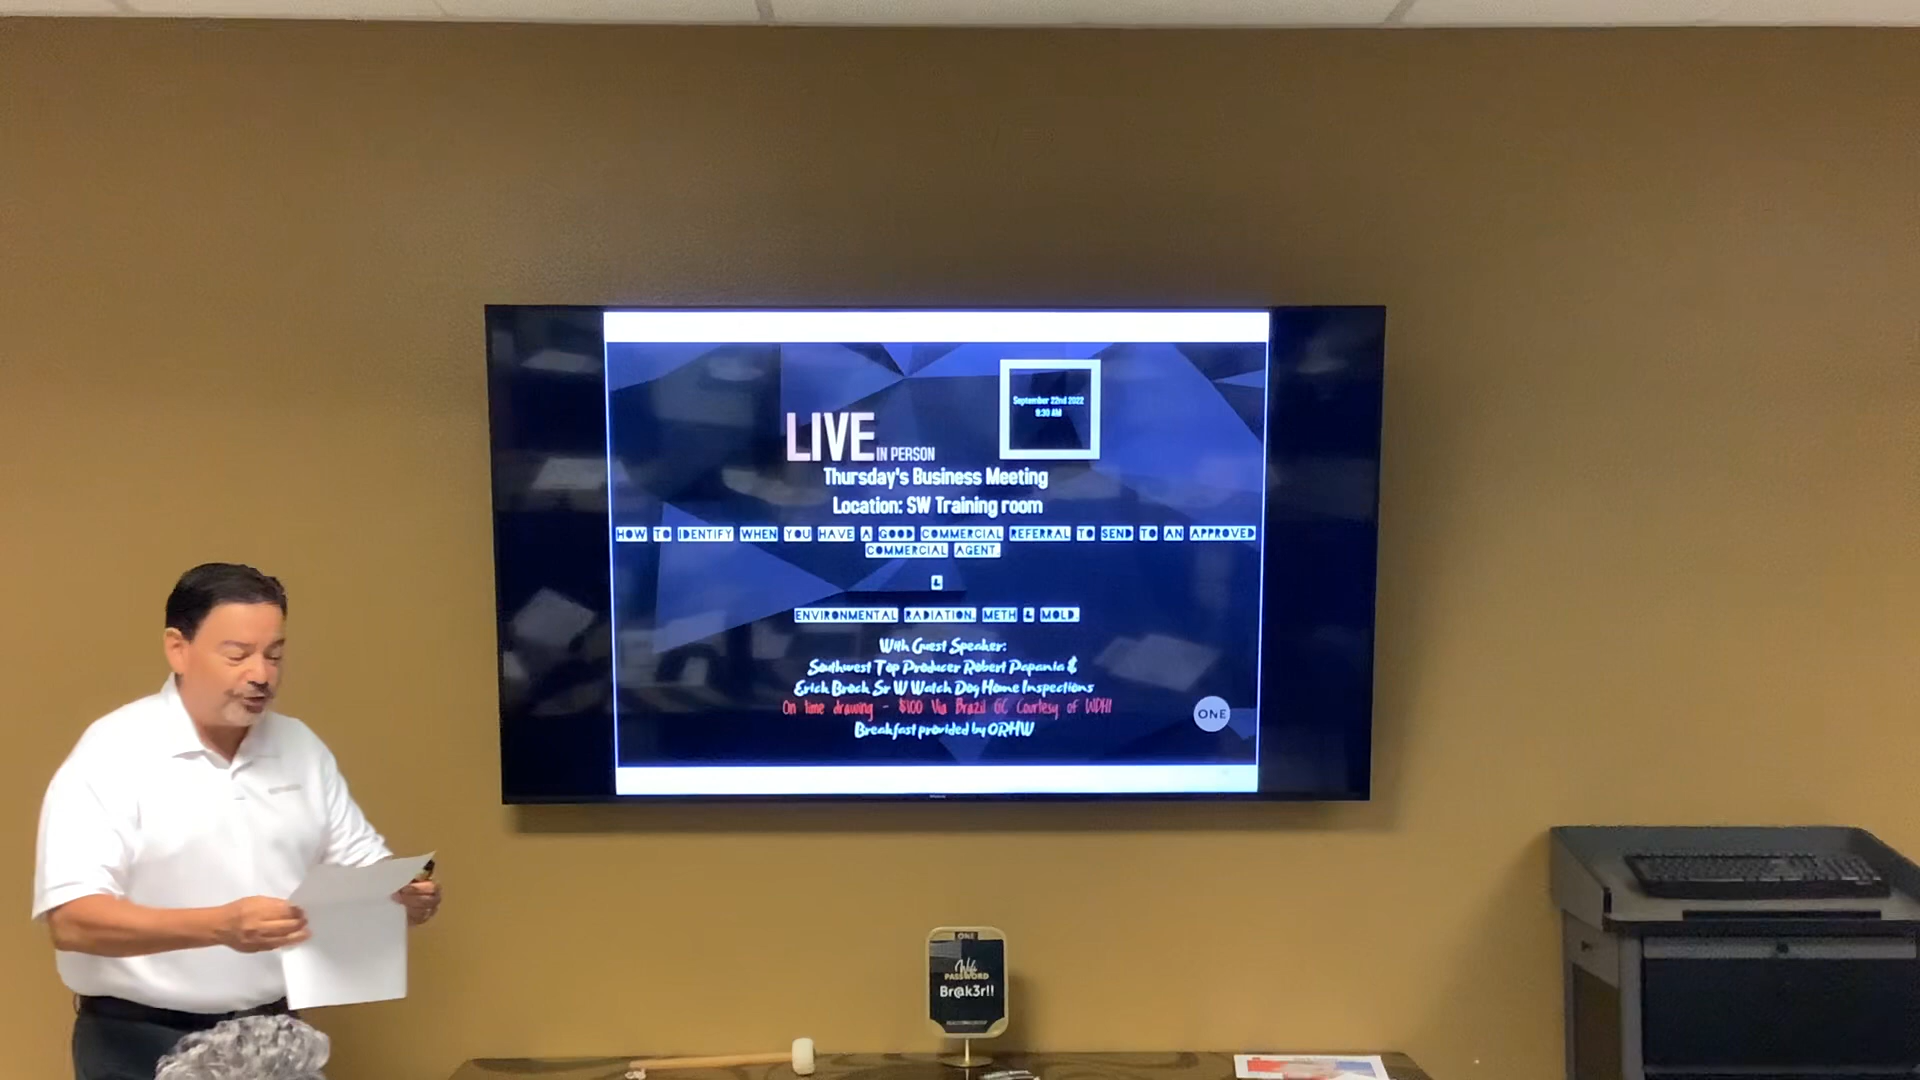 September 22nd 2022
9:30 AM
LIVE IN PERSON
Thursday's Business Meeting
Location: SW Training room
HOW TO IDENTIFY WHEN YOU HAVE A GOOD COMMERCIAL REFERRAL TO SEND TO AN APPROVED
COMMERCIAL AGENT.
&
ENVIRONMENTAL RADIATION, METH & MOLD.
With Guest Speaker:
Southwest Top Producer Robert Papania &
Erick Brock Sr W Watch Dog Home Inspections
On time drawing - $100 Via Brazil GC Courtesy of WDHI
Breakfast provided by ORHW
ONE
ONE
Wifi
PASSWORD
Br@k3r!!